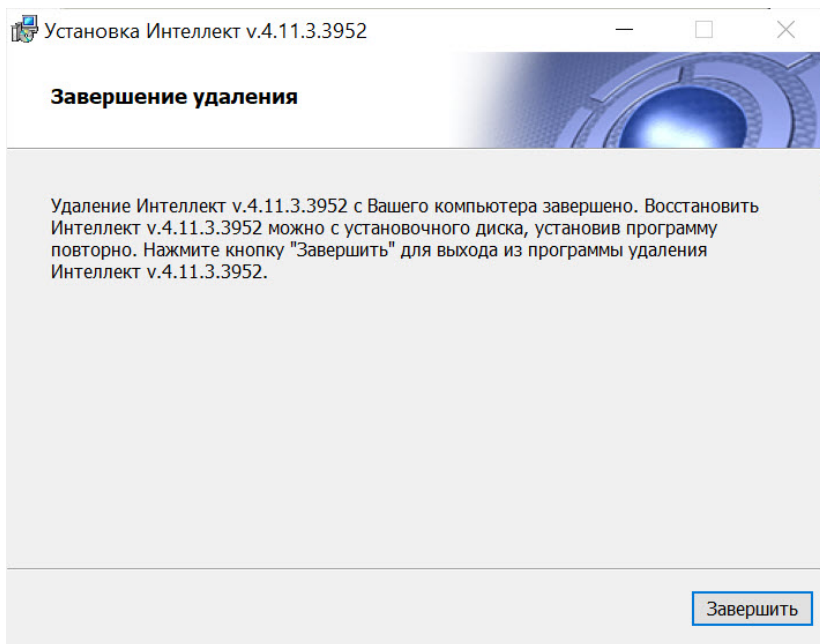 Установка Интеллект v.4.11.3.3952
Завершение удаления
Удаление Интеллект v.4.11.3.3952 с Вашего компьютера завершено. Восстановить
Интеллект v.4.11.3.3952 можно с установочного диска, установив программу
повторно. Нажмите кнопку "Завершить" для выхода из программы удаления
Интеллект v.4.11.3.3952.
Завершить